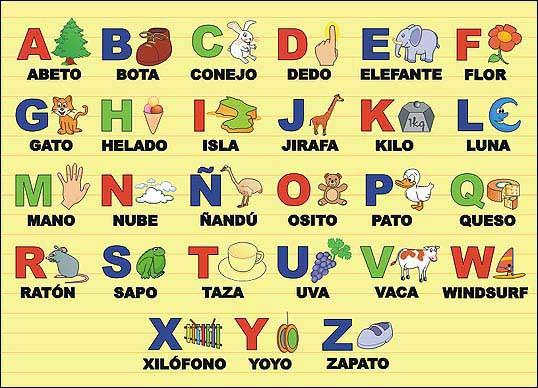 A B C D E F
ABETO BOTA CONEJO DEDO ELEFANTE FLOR
G H I J K 1kg L
GATO HELADO ISLA JIRAFA KILO LUNA
M N Ñ O P Q
MANO NUBE ÑANDÚ OSITO PATO QUESO
R S T U V W
RATÓN SAPO TAZA UVA VACA WINDSURF
X Y Z
XILÓFONO YOYO ZAPATO